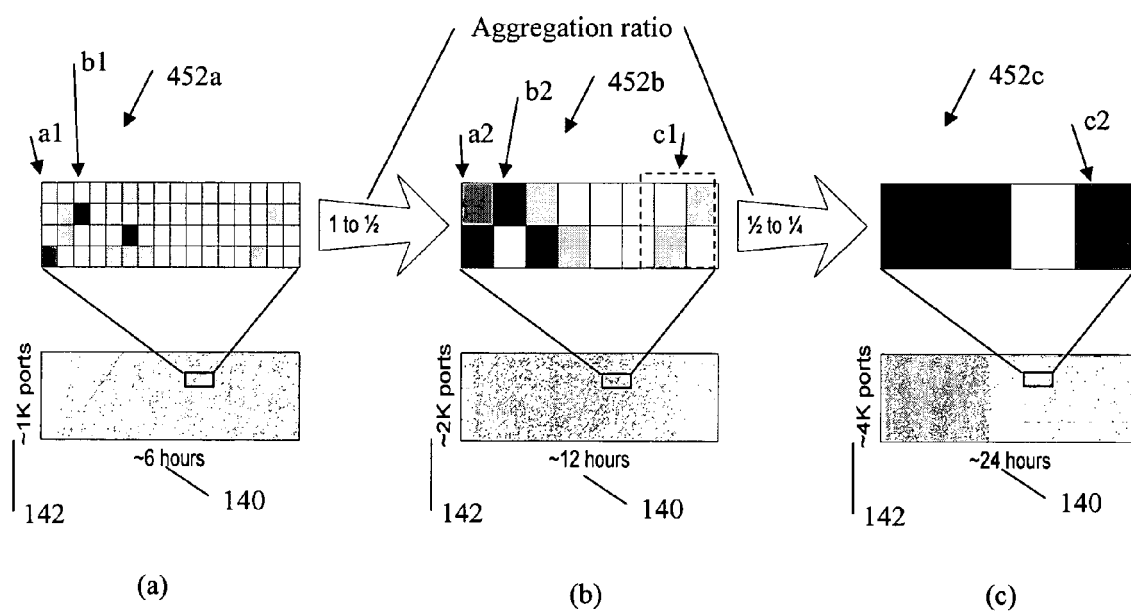 Aggregation ratio
b1
452a
452b
452c
b2
a1
a2
c1
c2
1 to ½
½ to ¼
~1K ports
~2K ports
~4K ports
~6 hours
~12 hours
~24 hours
142
140
142
140
142
140
(a)
(b)
(c)